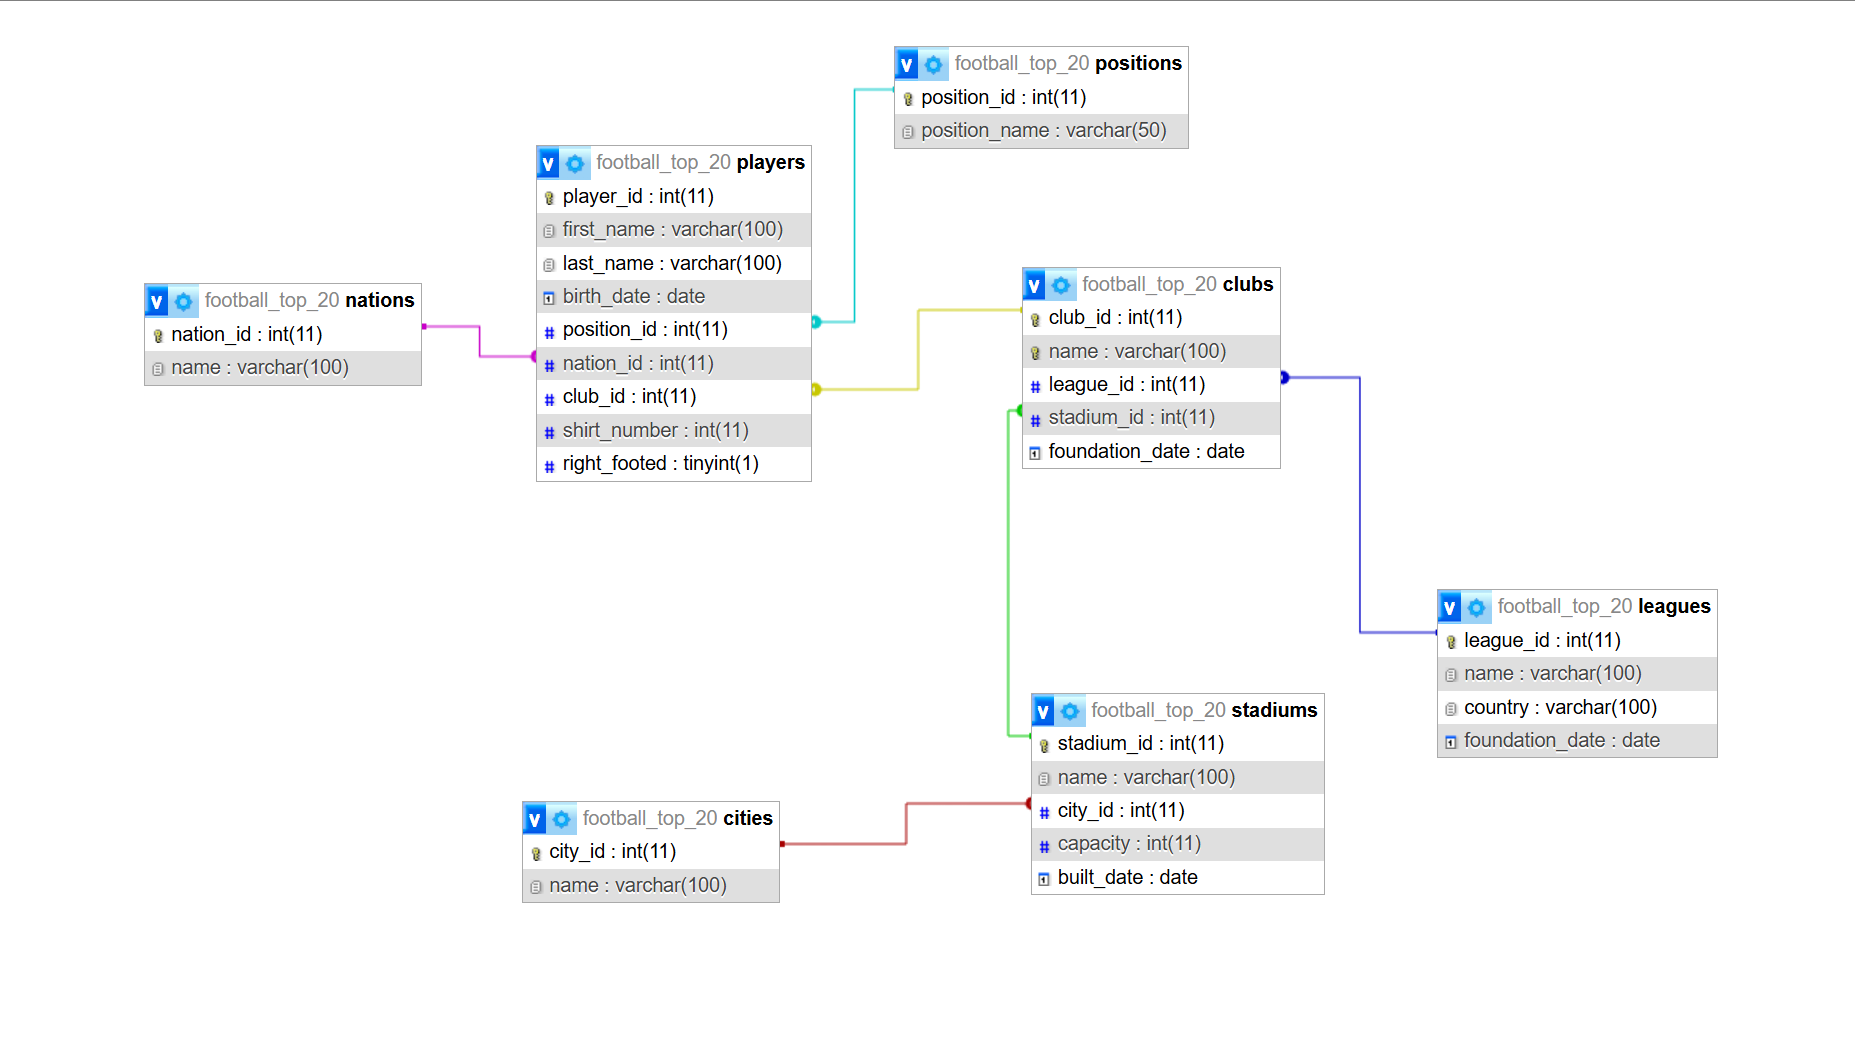 v football_top_20 positions
position_id : int(11)
position_name : varchar(50)
v football_top_20 players
player_id : int(11)
first_name : varchar(100)
last_name : varchar(100)
birth_date : date
position_id : int(11)
nation_id : int(11)
club_id : int(11)
shirt_number : int(11)
right_footed : tinyint(1)
v football_top_20 nations
nation_id : int(11)
name : varchar(100)
v football_top_20 clubs
club_id : int(11)
name : varchar(100)
league_id : int(11)
stadium_id : int(11)
foundation_date : date
v football_top_20 leagues
league_id : int(11)
name : varchar(100)
country : varchar(100)
foundation_date : date
v football_top_20 stadiums
stadium_id : int(11)
name : varchar(100)
city_id : int(11)
capacity : int(11)
built_date : date
v football_top_20 cities
city_id : int(11)
name : varchar(100)